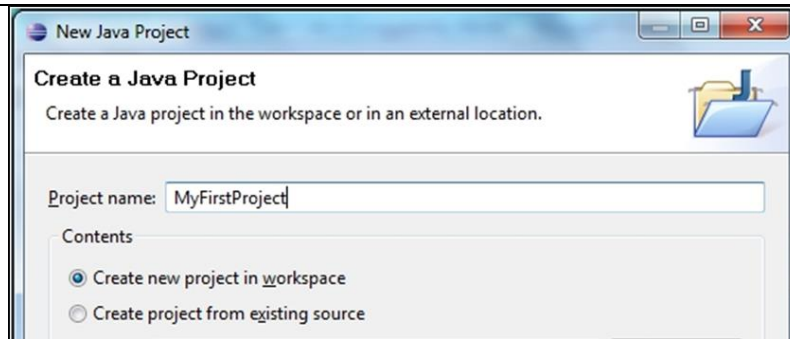 New Java Project
Create a Java Project
Create a Java project in the workspace or in an external location.
Project name: MyFirstProject
Contents
Create new project in workspace
Create project from existing source